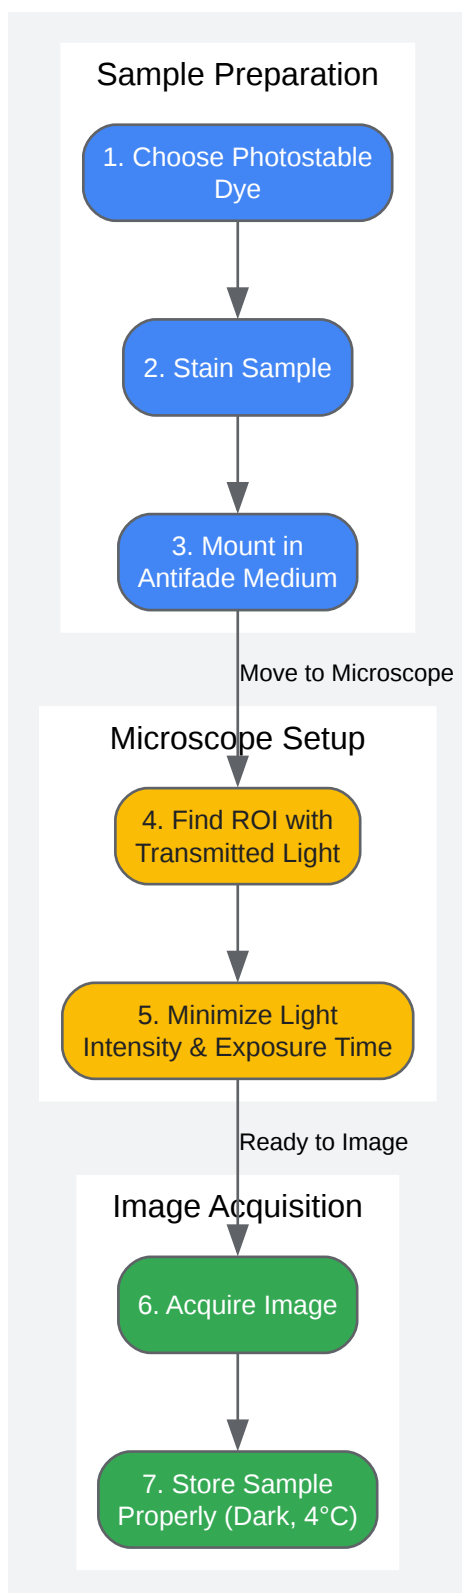 Sample Preparation
1. Choose Photostable
Dye
2. Stain Sample
3. Mount in
Antifade Medium
Move to Microscope
Microscope Setup
4. Find ROI with
Transmitted Light
5. Minimize Light
Intensity & Exposure Time
Ready to Image
Image Acquisition
6. Acquire Image
7. Store Sample
Properly (Dark, 4°C)